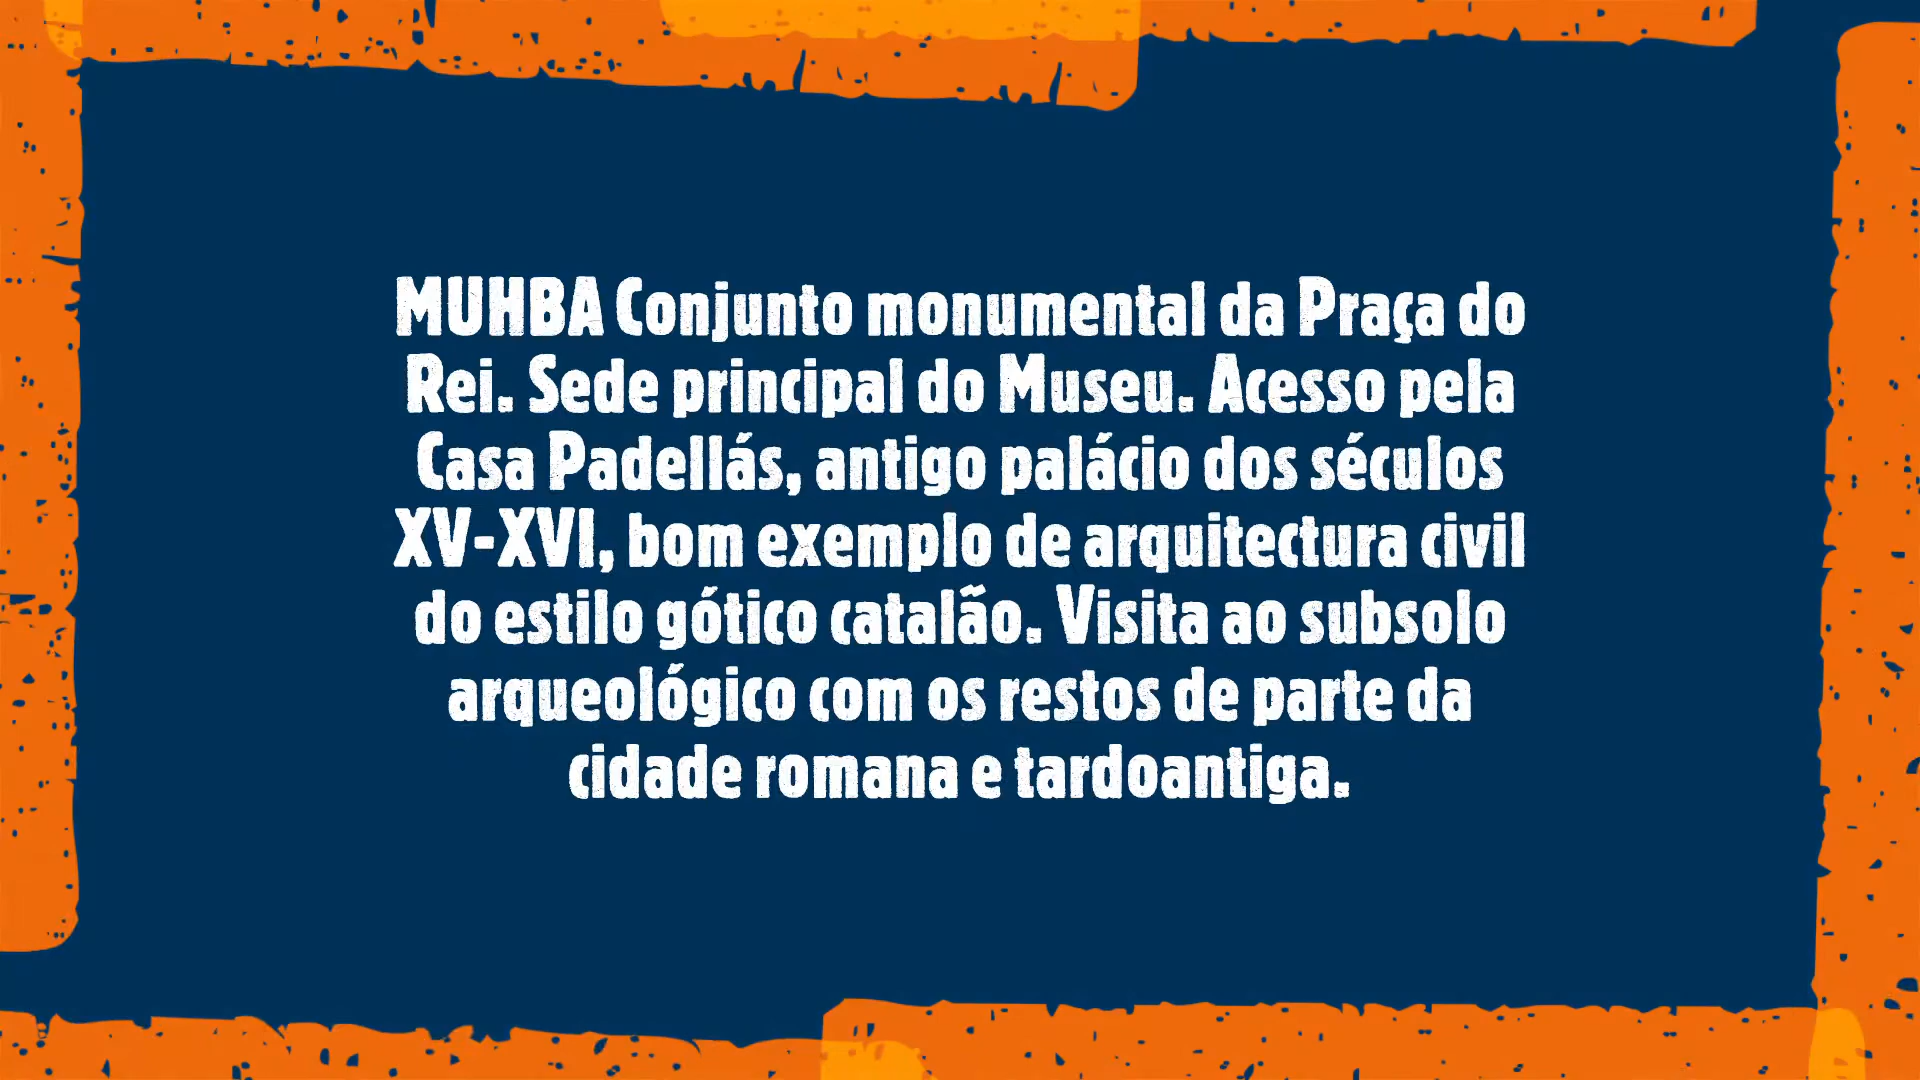 MUHBA Conjunto monumental da Praça do
Rei. Sede principal do Museu. Acesso pela
Casa Padellás, antigo palácio dos séculos
XV-XVI, bom exemplo de arquitectura civil
do estilo gótico catalão. Visita ao subsolo
arqueológico com os restos de parte da
cidade romana e tardoantiga.